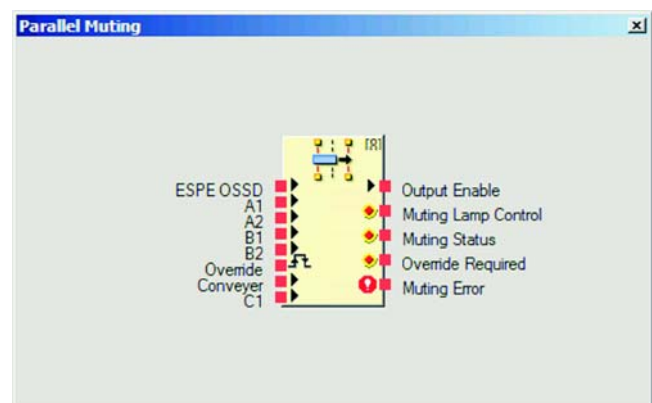 Parallel Muting
[8]
ESPE OSSD
A1
A2
B1
B2
Override
Conveyer
C1
Output Enable
Muting Lamp Control
Muting Status
Override Required
Muting Error